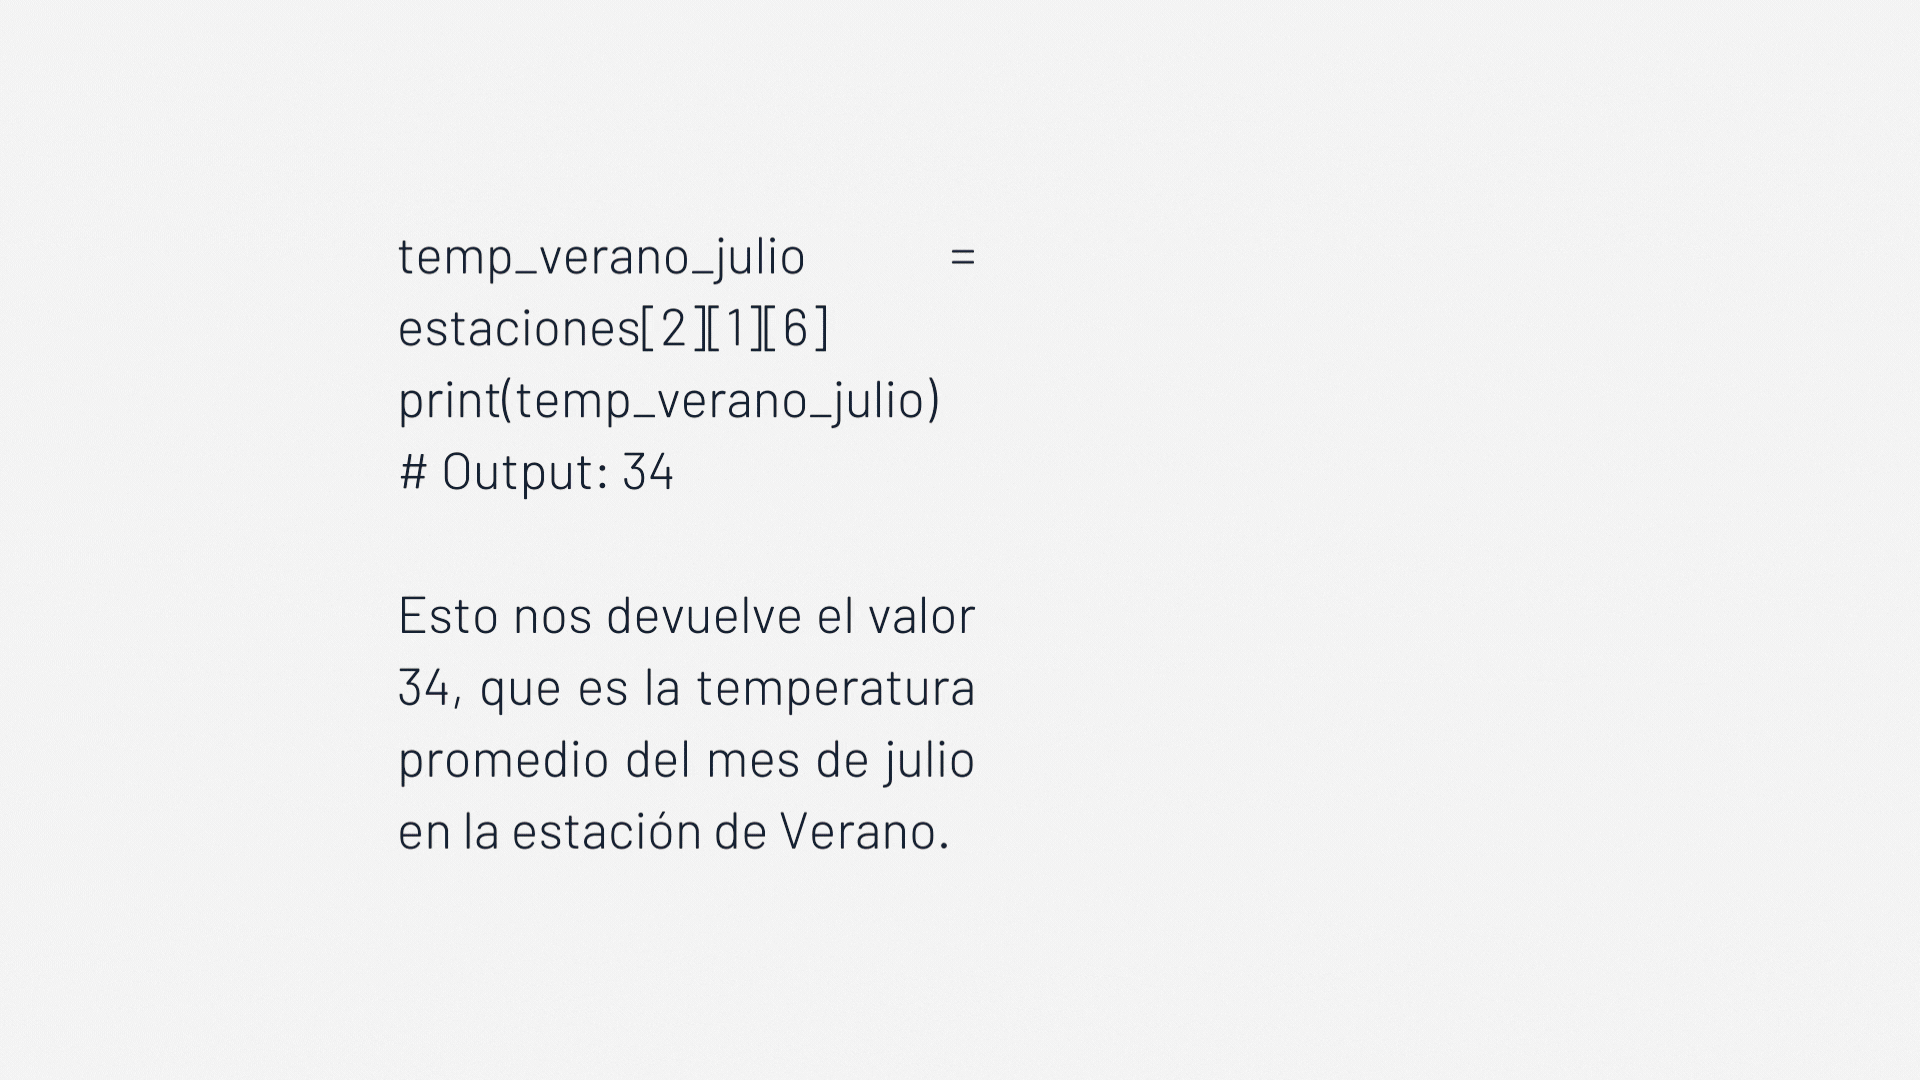 temp_verano_julio =
estaciones[2][1][6]
print(temp_verano_julio)
# Output: 34
Esto nos devuelve el valor
34, que es la temperatura
promedio del mes de julio
en la estación de Verano.